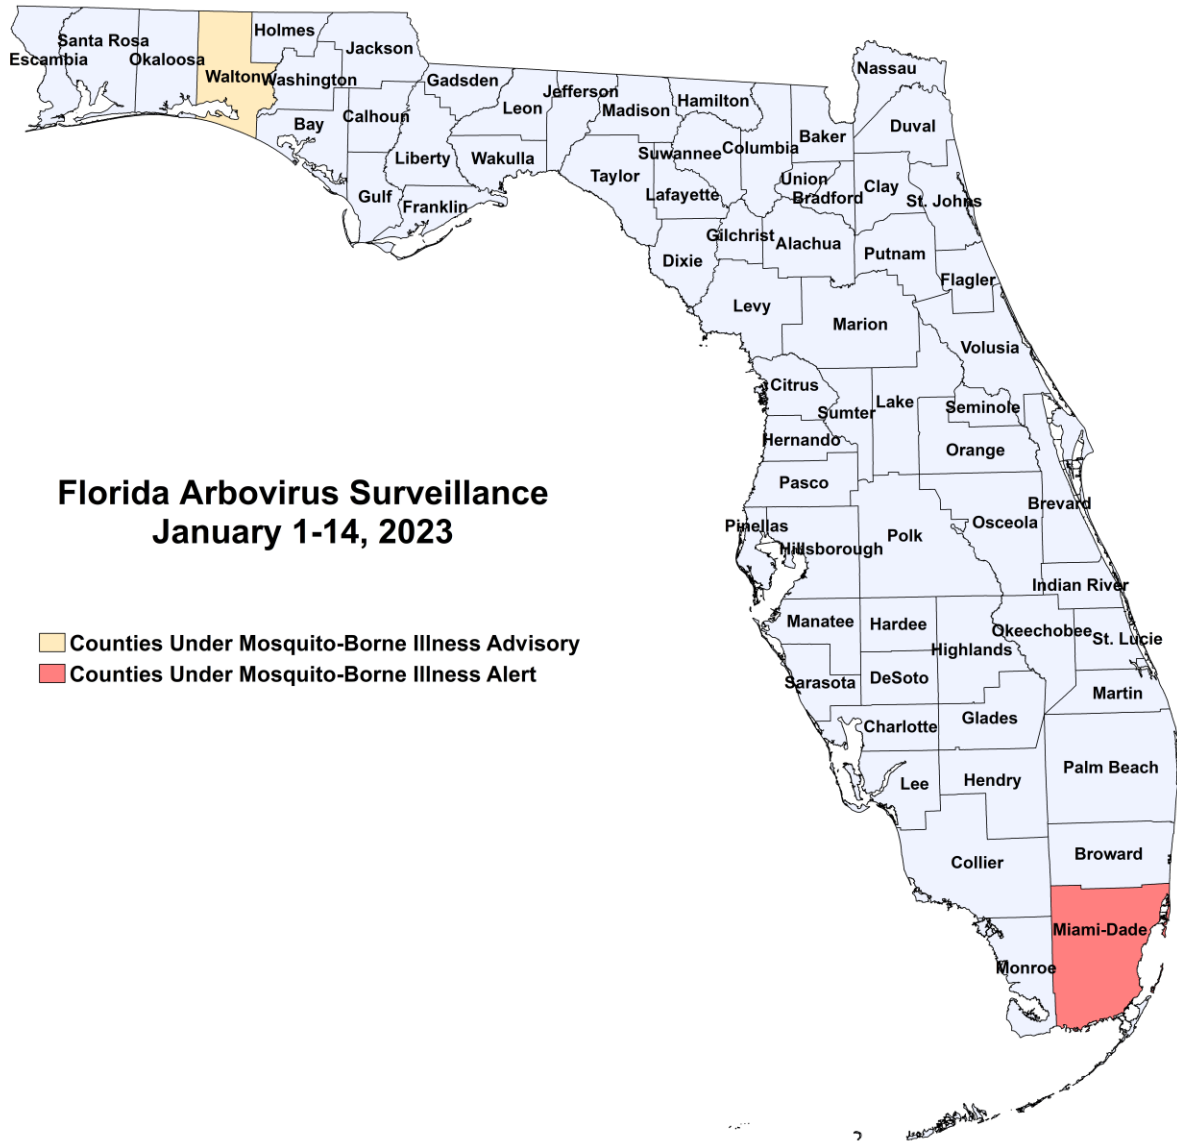 Holmes
Santa Rosa
Jackson
Escambia
Okaloosa
Walton
Washington
Gadsden
Nassau
Jefferson
Leon
Madison
Hamilton
Calhoun
Bay
Duval
Baker
Columbia
Suwannee
Liberty
Wakulla
Taylor
Union
Clay
Lafayette
Bradford
Gulf
Franklin
St. Johns
Gilchrist
Alachua
Putnam
Dixie
Flagler
Levy
Marion
Volusia
Citrus
Lake
Seminole
Sumter
Hernando
Orange
Pasco
Florida Arbovirus Surveillance
January 1-14, 2023
Brevard
Pinellas
Osceola
Polk
Hillsborough
Indian River
Manatee
Hardee
Okeechobee
St. Lucie
Highlands
Counties Under Mosquito-Borne Illness Advisory
Counties Under Mosquito-Borne Illness Alert
Sarasota
DeSoto
Martin
Charlotte
Glades
Palm Beach
Lee
Hendry
Collier
Broward
Miami-Dade
Monroe